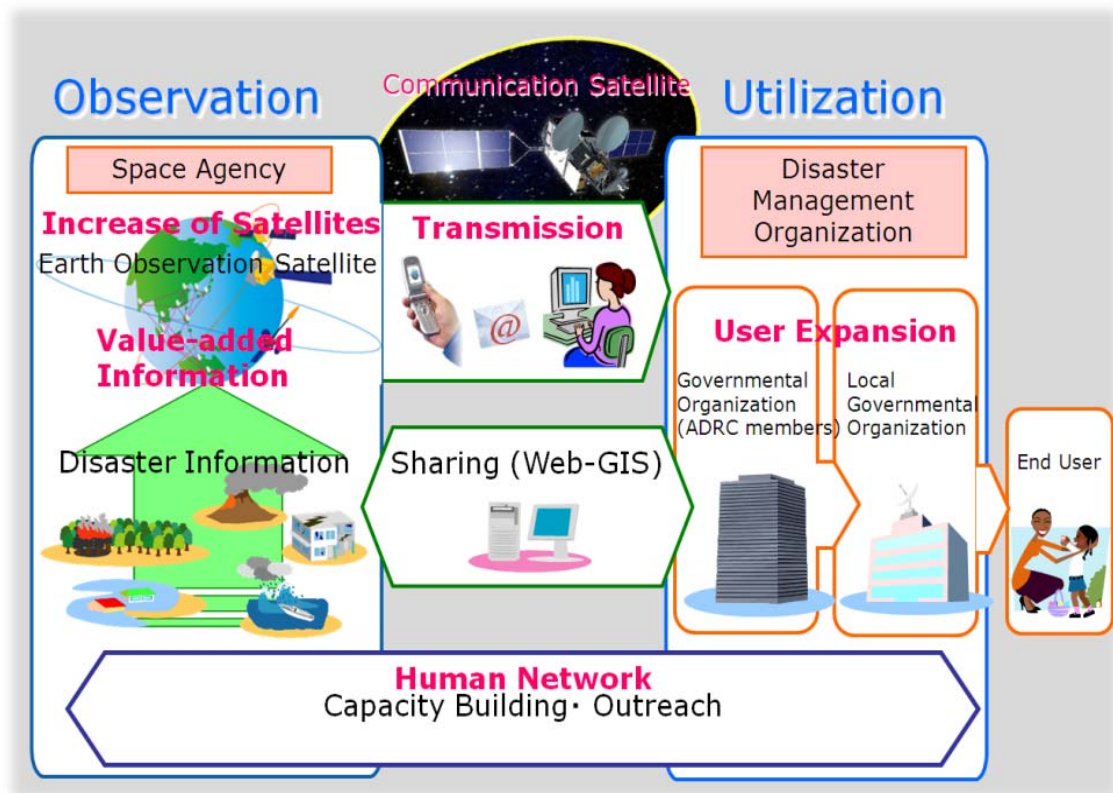 Observation
Communication Satellite
Utilization
Space Agency
Increase of Satellites
Earth Observation Satellite
Value-added
Information
Disaster Information
Transmission
@
Sharing (Web-GIS)
Disaster
Management
Organization
User Expansion
Governmental
Organization
(ADRC members)
Local
Governmental
Organization
End User
Human Network
Capacity Building・ Outreach